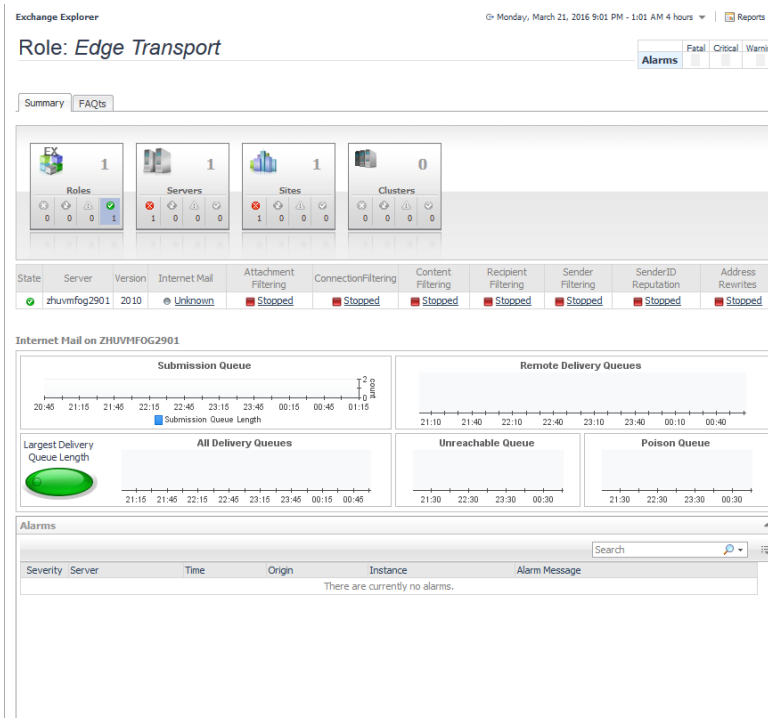 Exchange Explorer
Monday, March 21, 2016 9:01 PM - 1:01 AM 4 hours
Reports
Role: Edge Transport
Alarms
Fatal Critical Warnin
Summary FAQts
EX
1 1 1 0
Roles Servers Sites Clusters
0 0 0 1 1 0 0 0 1 0 0 0 0 0 0 0
State Server Version Internet Mail Attachment Filtering ConnectionFiltering Content Filtering Recipient Filtering Sender Filtering SenderID Reputation Address Rewrites
zhuvmfog2901 2010 Unknown Stopped Stopped Stopped Stopped Stopped Stopped Stopped
Internet Mail on ZHUVMFOG2901
Submission Queue
2
0
count
20:45 21:15 21:45 22:15 22:45 23:15 23:45 00:15 00:45 01:15
Submission Queue Length
Remote Delivery Queues
21:10 21:40 22:10 22:40 23:10 23:40 00:10 00:40
Largest Delivery
Queue Length
All Delivery Queues
21:15 21:45 22:15 22:45 23:15 23:45 00:15 00:45
Unreachable Queue
21:30 22:30 23:30 00:30
Poison Queue
21:30 22:30 23:30 00:30
Alarms
Search
Severity Server Time Origin Instance Alarm Message
There are currently no alarms.